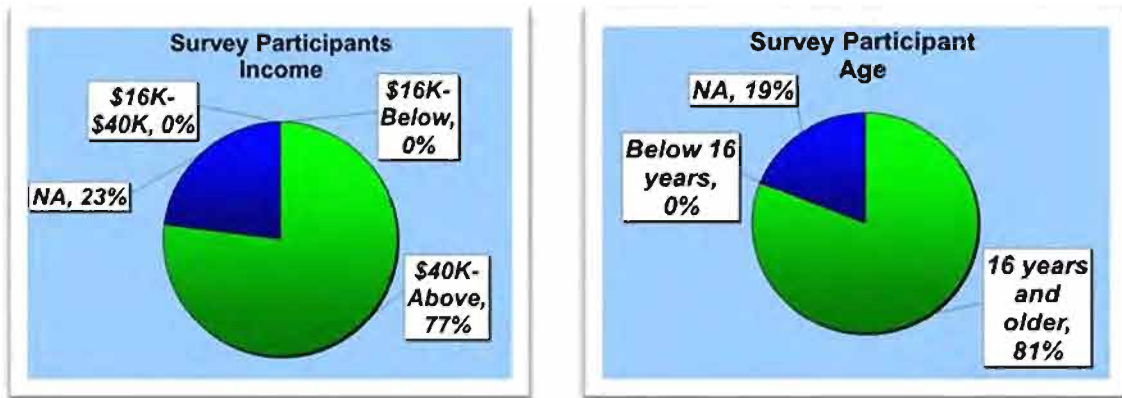 Survey Participants
Income
$16K-
$40K, 0%
$16K-
Below,
0%
NA, 23%
$40K-
Above,
77%
Survey Participant
Age
NA, 19%
Below 16
years,
0%
16 years
and
older,
81%